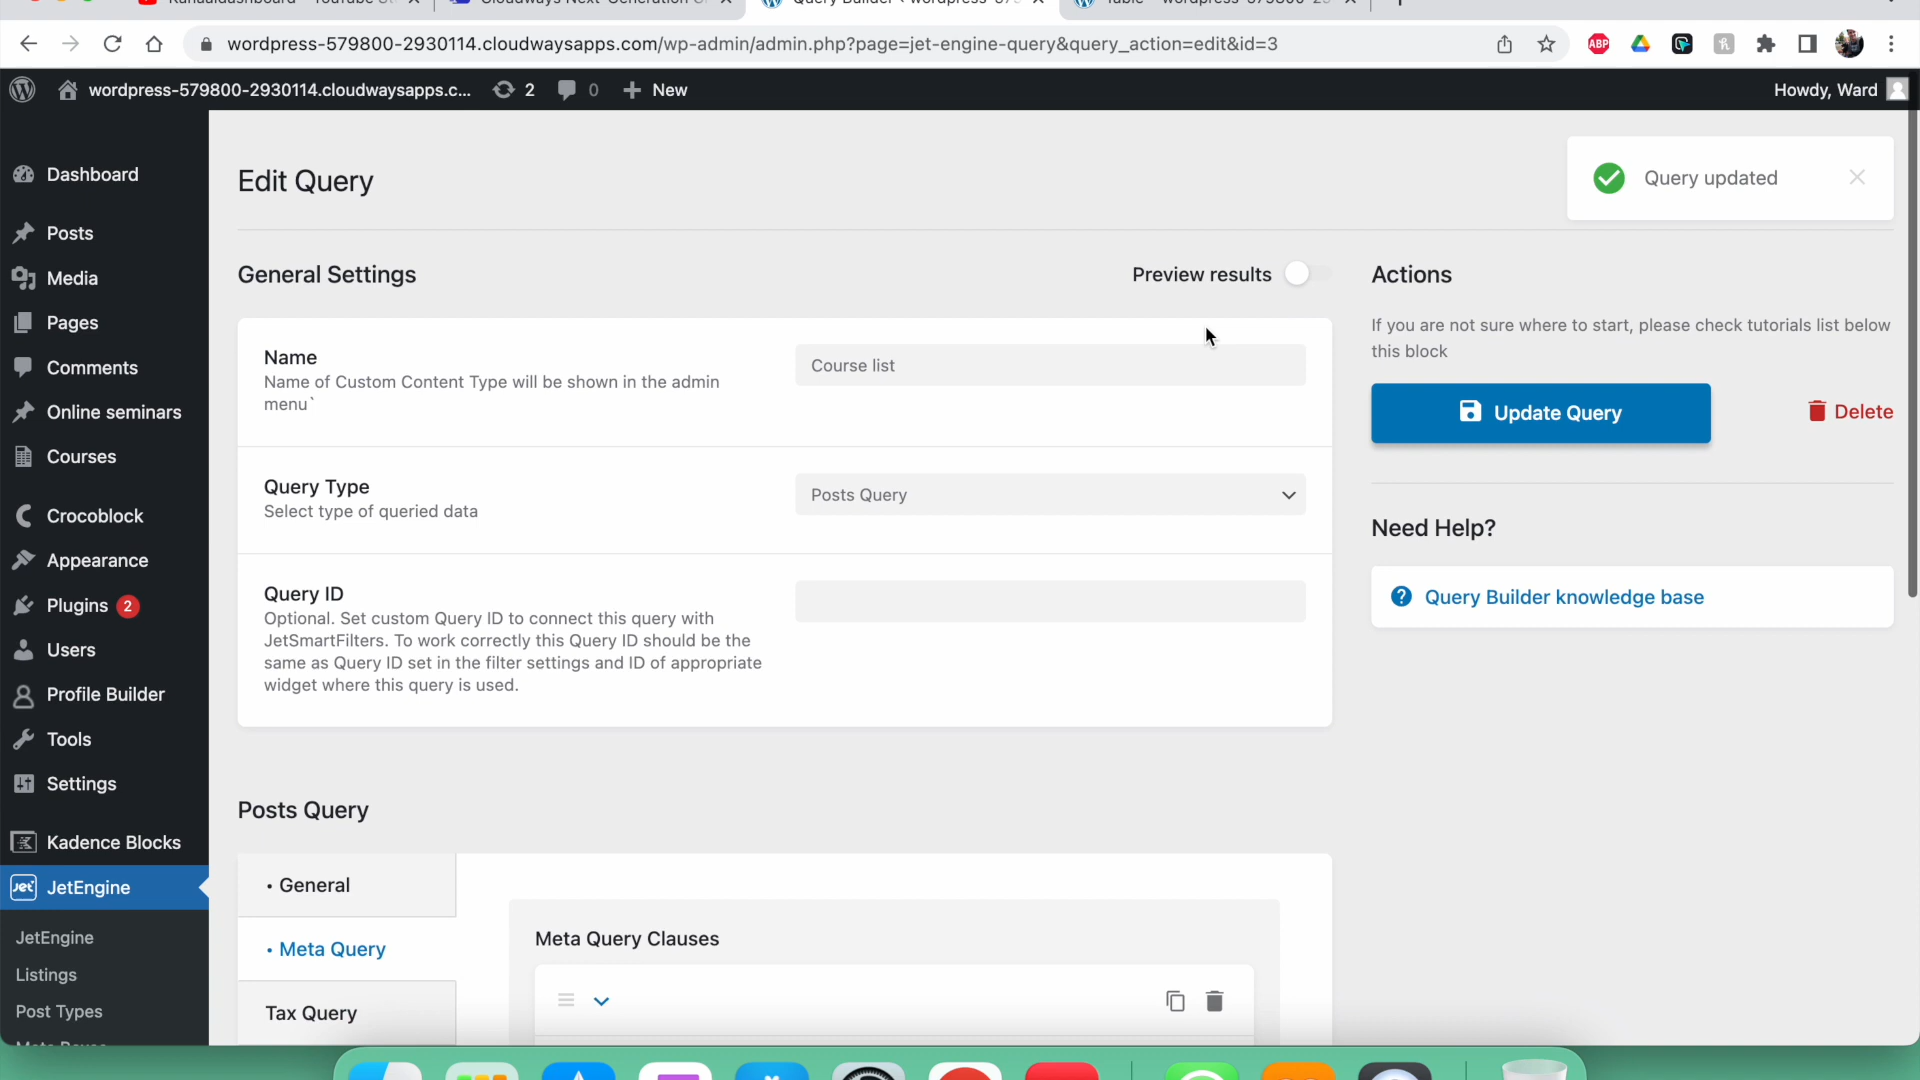 wordpress-579800-2930114.cloudwaysapps.com/wp-admin/admin.php?page=jet-engine-query&query_action=edit&id=3
ABP
wordpress-579800-2930114.cloudwaysapps.c...
2
0
New
Howdy, Ward
Dashboard
Posts
Media
Pages
Comments
Online seminars
Courses
Crocoblock
Appearance
Plugins 2
Users
Profile Builder
Tools
Settings
Kadence Blocks
Jet JetEngine
JetEngine
Listings
Post Types
Edit Query
Query updated
General Settings
Preview results
Name
Name of Custom Content Type will be shown in the admin
menu`
Course list
Query Type
Select type of queried data
Posts Query
Query ID
Optional. Set custom Query ID to connect this query with
JetSmartFilters. To work correctly this Query ID should be the
same as Query ID set in the filter settings and ID of appropriate
widget where this query is used.
Posts Query
• General
• Meta Query
Tax Query
Meta Query Clauses
Actions
If you are not sure where to start, please check tutorials list below
this block
Update Query
Delete
Need Help?
Query Builder knowledge base